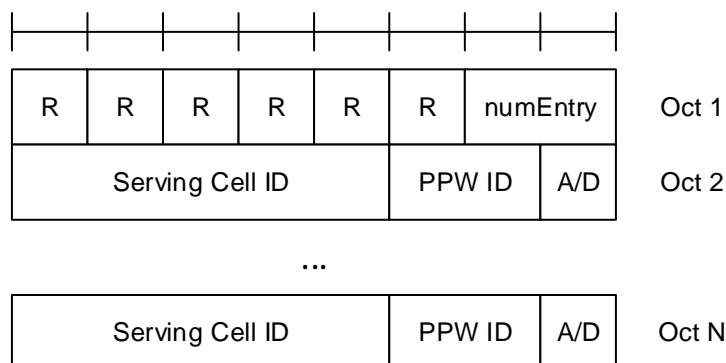 R R R R R R numEntry Oct 1
Serving Cell ID PPW ID A/D Oct 2
...
Serving Cell ID PPW ID A/D Oct N